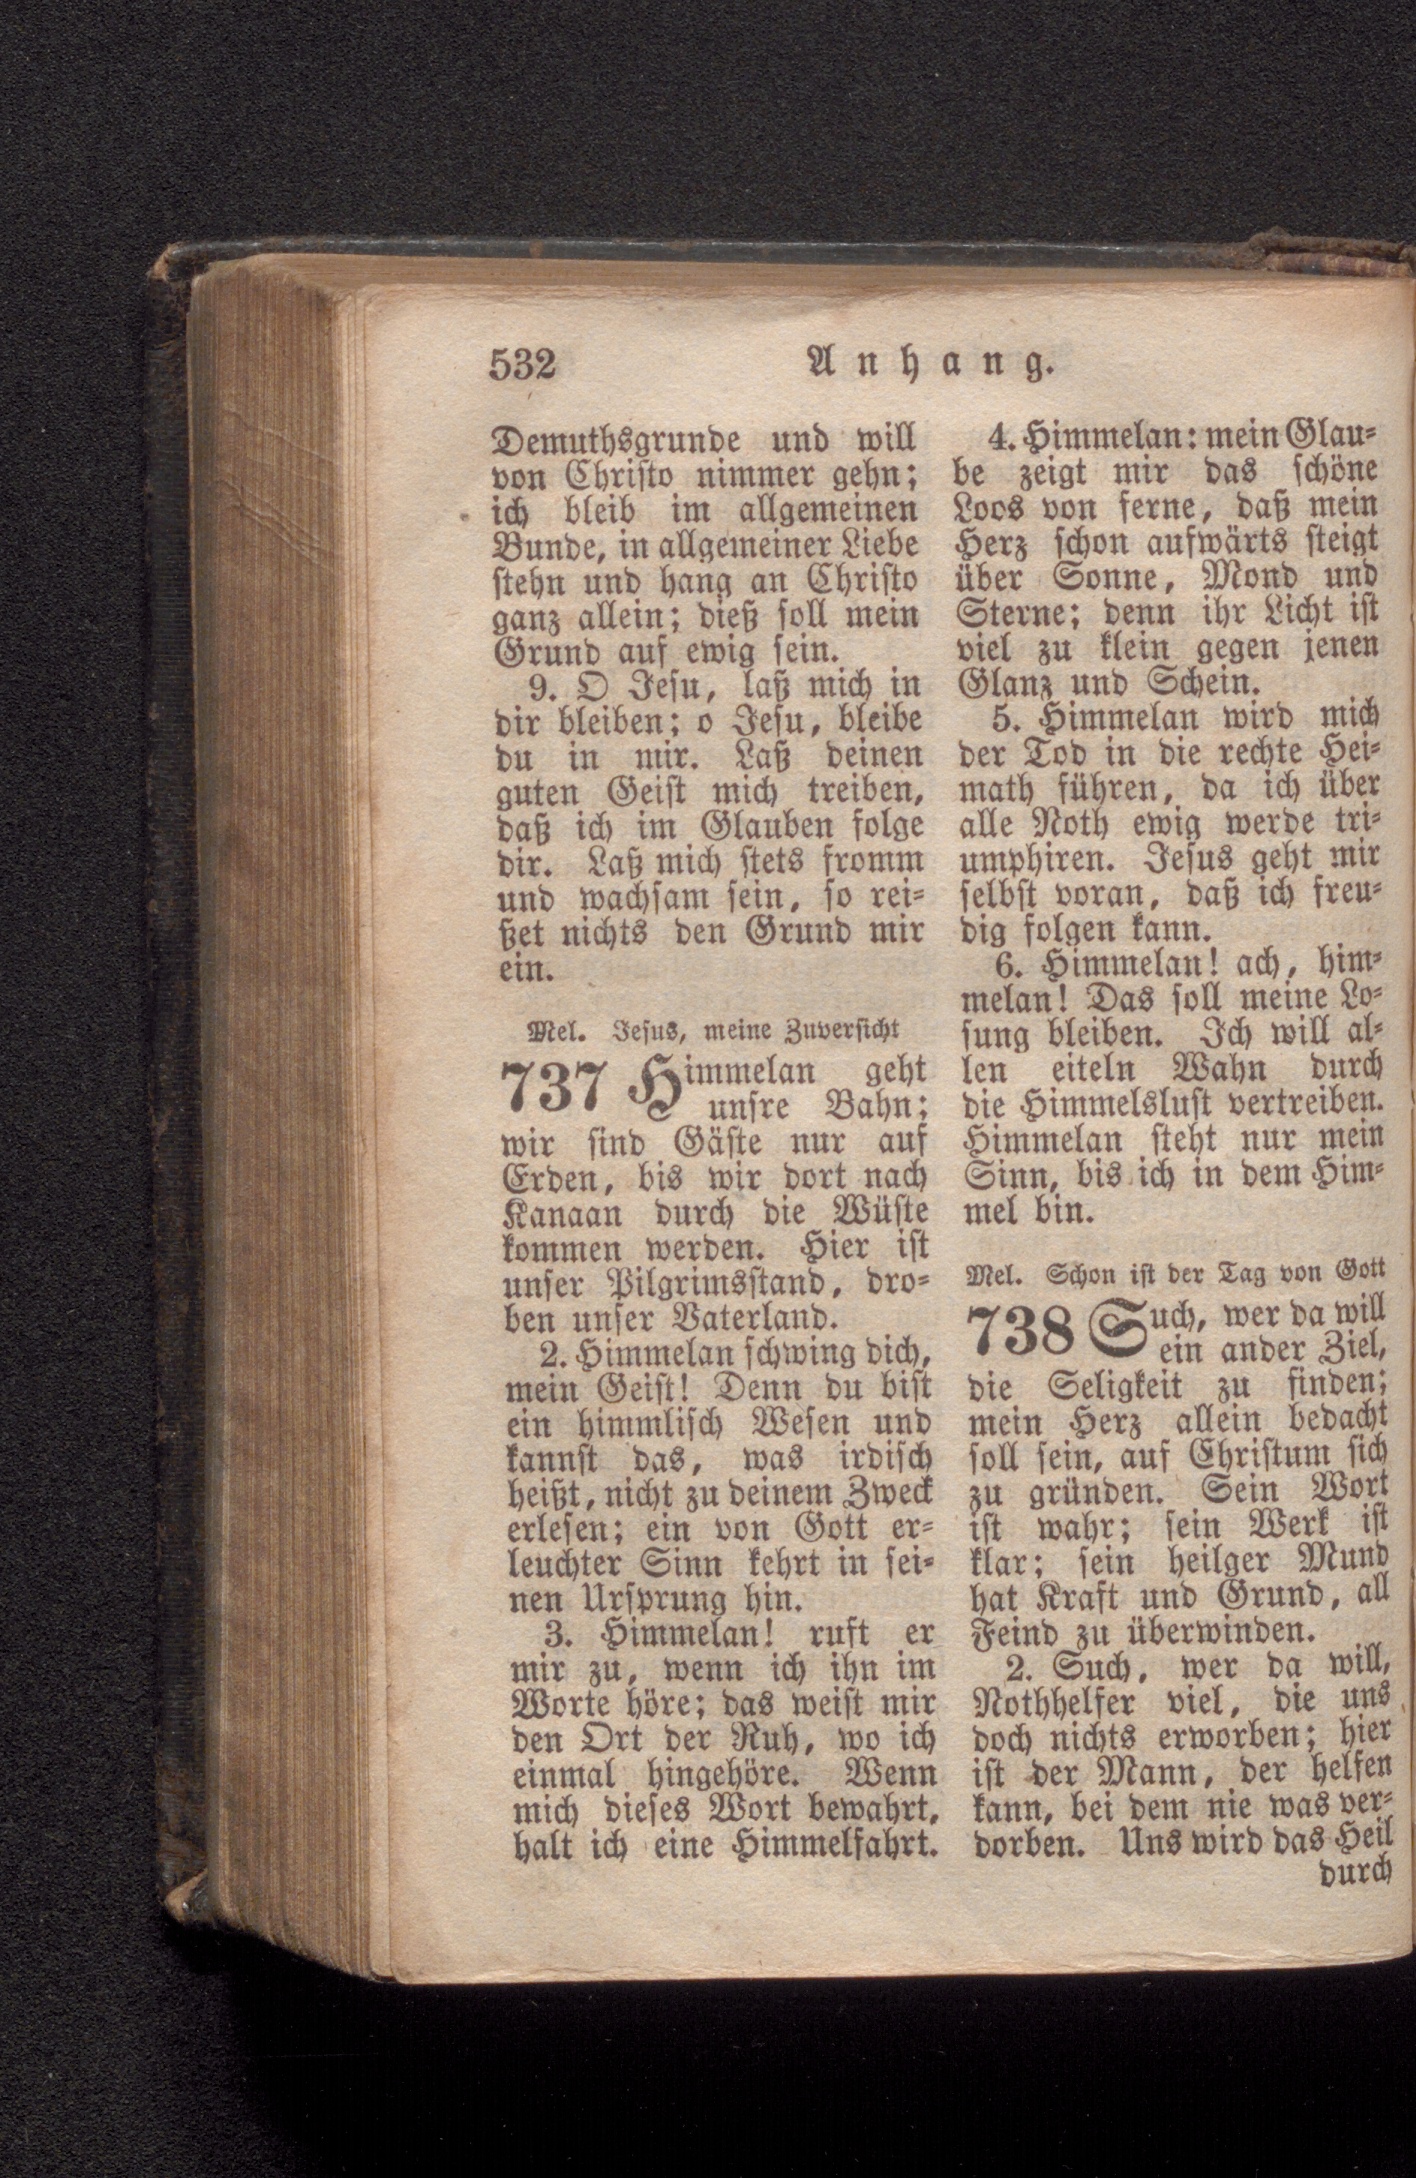 532
Anhang.
Demuthsgrunde und will
von Christo nimmer gehn;
ich bleib im allgemeinen
Bunde, in allgemeiner Liebe
stehn und hang an Christo
ganz allein; dieß soll mein
Grund auf ewig sein.
9. O Jesu, laß mich in
dir bleiben; o Jesu, bleibe
du in mir. Laß deinen
guten Geist mich treiben,
daß ich im Glauben folge
dir. Laß mich stets fromm
und wachsam sein, so rei-
ßet nichts den Grund mir
ein.
Mel. Jesus, meine Zuversicht
737 Himmelan geht
unsre Bahn;
wir sind Gäste nur auf
Erden, bis wir dort nach
Kanaan durch die Wüste
kommen werden. Hier ist
unser Pilgrimsstand, dro-
ben unser Vaterland.
2. Himmelan schwing dich,
mein Geist! Denn du bist
ein himmlisch Wesen und
kannst das, was irdisch
heißt, nicht zu deinem Zweck
erlesen; ein von Gott er-
leuchter Sinn kehrt in sei-
nen Ursprung hin.
3. Himmelan! ruft er
mir zu, wenn ich ihn im
Worte höre; das weist mir
den Ort der Ruh, wo ich
einmal hingehöre. Wenn
mich dieses Wort bewahrt,
halt ich eine Himmelfahrt.
4. Himmelan: mein Glau-
be zeigt mir das schöne
Loos von ferne, daß mein
Herz schon aufwärts steigt
über Sonne, Mond und
Sterne; denn ihr Licht ist
viel zu klein gegen jenen
Glanz und Schein.
5. Himmelan wird mich
der Tod in die rechte Hei-
math führen, da ich über
alle Noth ewig werde tri-
umphiren. Jesus geht mir
selbst voran, daß ich freu-
dig folgen kann.
6. Himmelan! ach, him-
melan! Das soll meine Lo-
sung bleiben. Ich will al-
len eiteln Wahn durch
die Himmelslust vertreiben.
Himmelan steht nur mein
Sinn, bis ich in dem Him-
mel bin.
Mel. Schon ist der Tag von Gott
738 Such, wer da will
ein ander Ziel,
die Seligkeit zu finden;
mein Herz allein bedacht
soll sein, auf Christum sich
zu gründen. Sein Wort
ist wahr; sein Werk ist
klar; sein heilger Mund
hat Kraft und Grund, all
Feind zu überwinden.
2. Such, wer da will,
Nothhelfer viel, die uns
doch nichts erworben; hier
ist der Mann, der helfen
kann, bei dem nie was ver-
dorben. Uns wird das Heil
durch